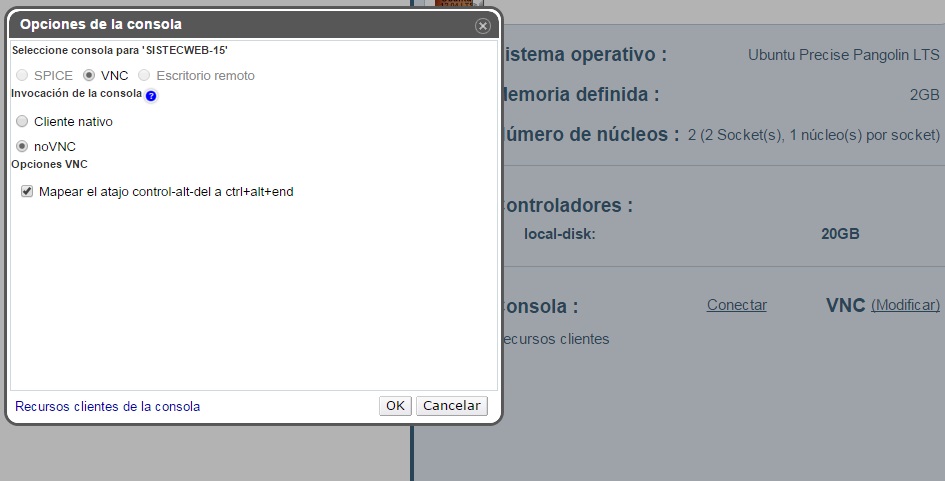 Opciones de la consola
Seleccione consola para 'SISTECWEB-15'
SPICE VNC Escritorio remoto
Invocación de la consola ?
Cliente nativo
noVNC
Opciones VNC
Mapear el atajo control-alt-del a ctrl+alt+end
Recursos clientes de la consola
OK Cancelar
istema operativo : Ubuntu Precise Pangolin LTS
emoria definida : 2GB
úmero de núcleos : 2 (2 Socket(s), 1 núcleo(s) por socket)
ontroladores :
local-disk: 20GB
onsola : Conectar VNC (Modificar)
ecursos clientes